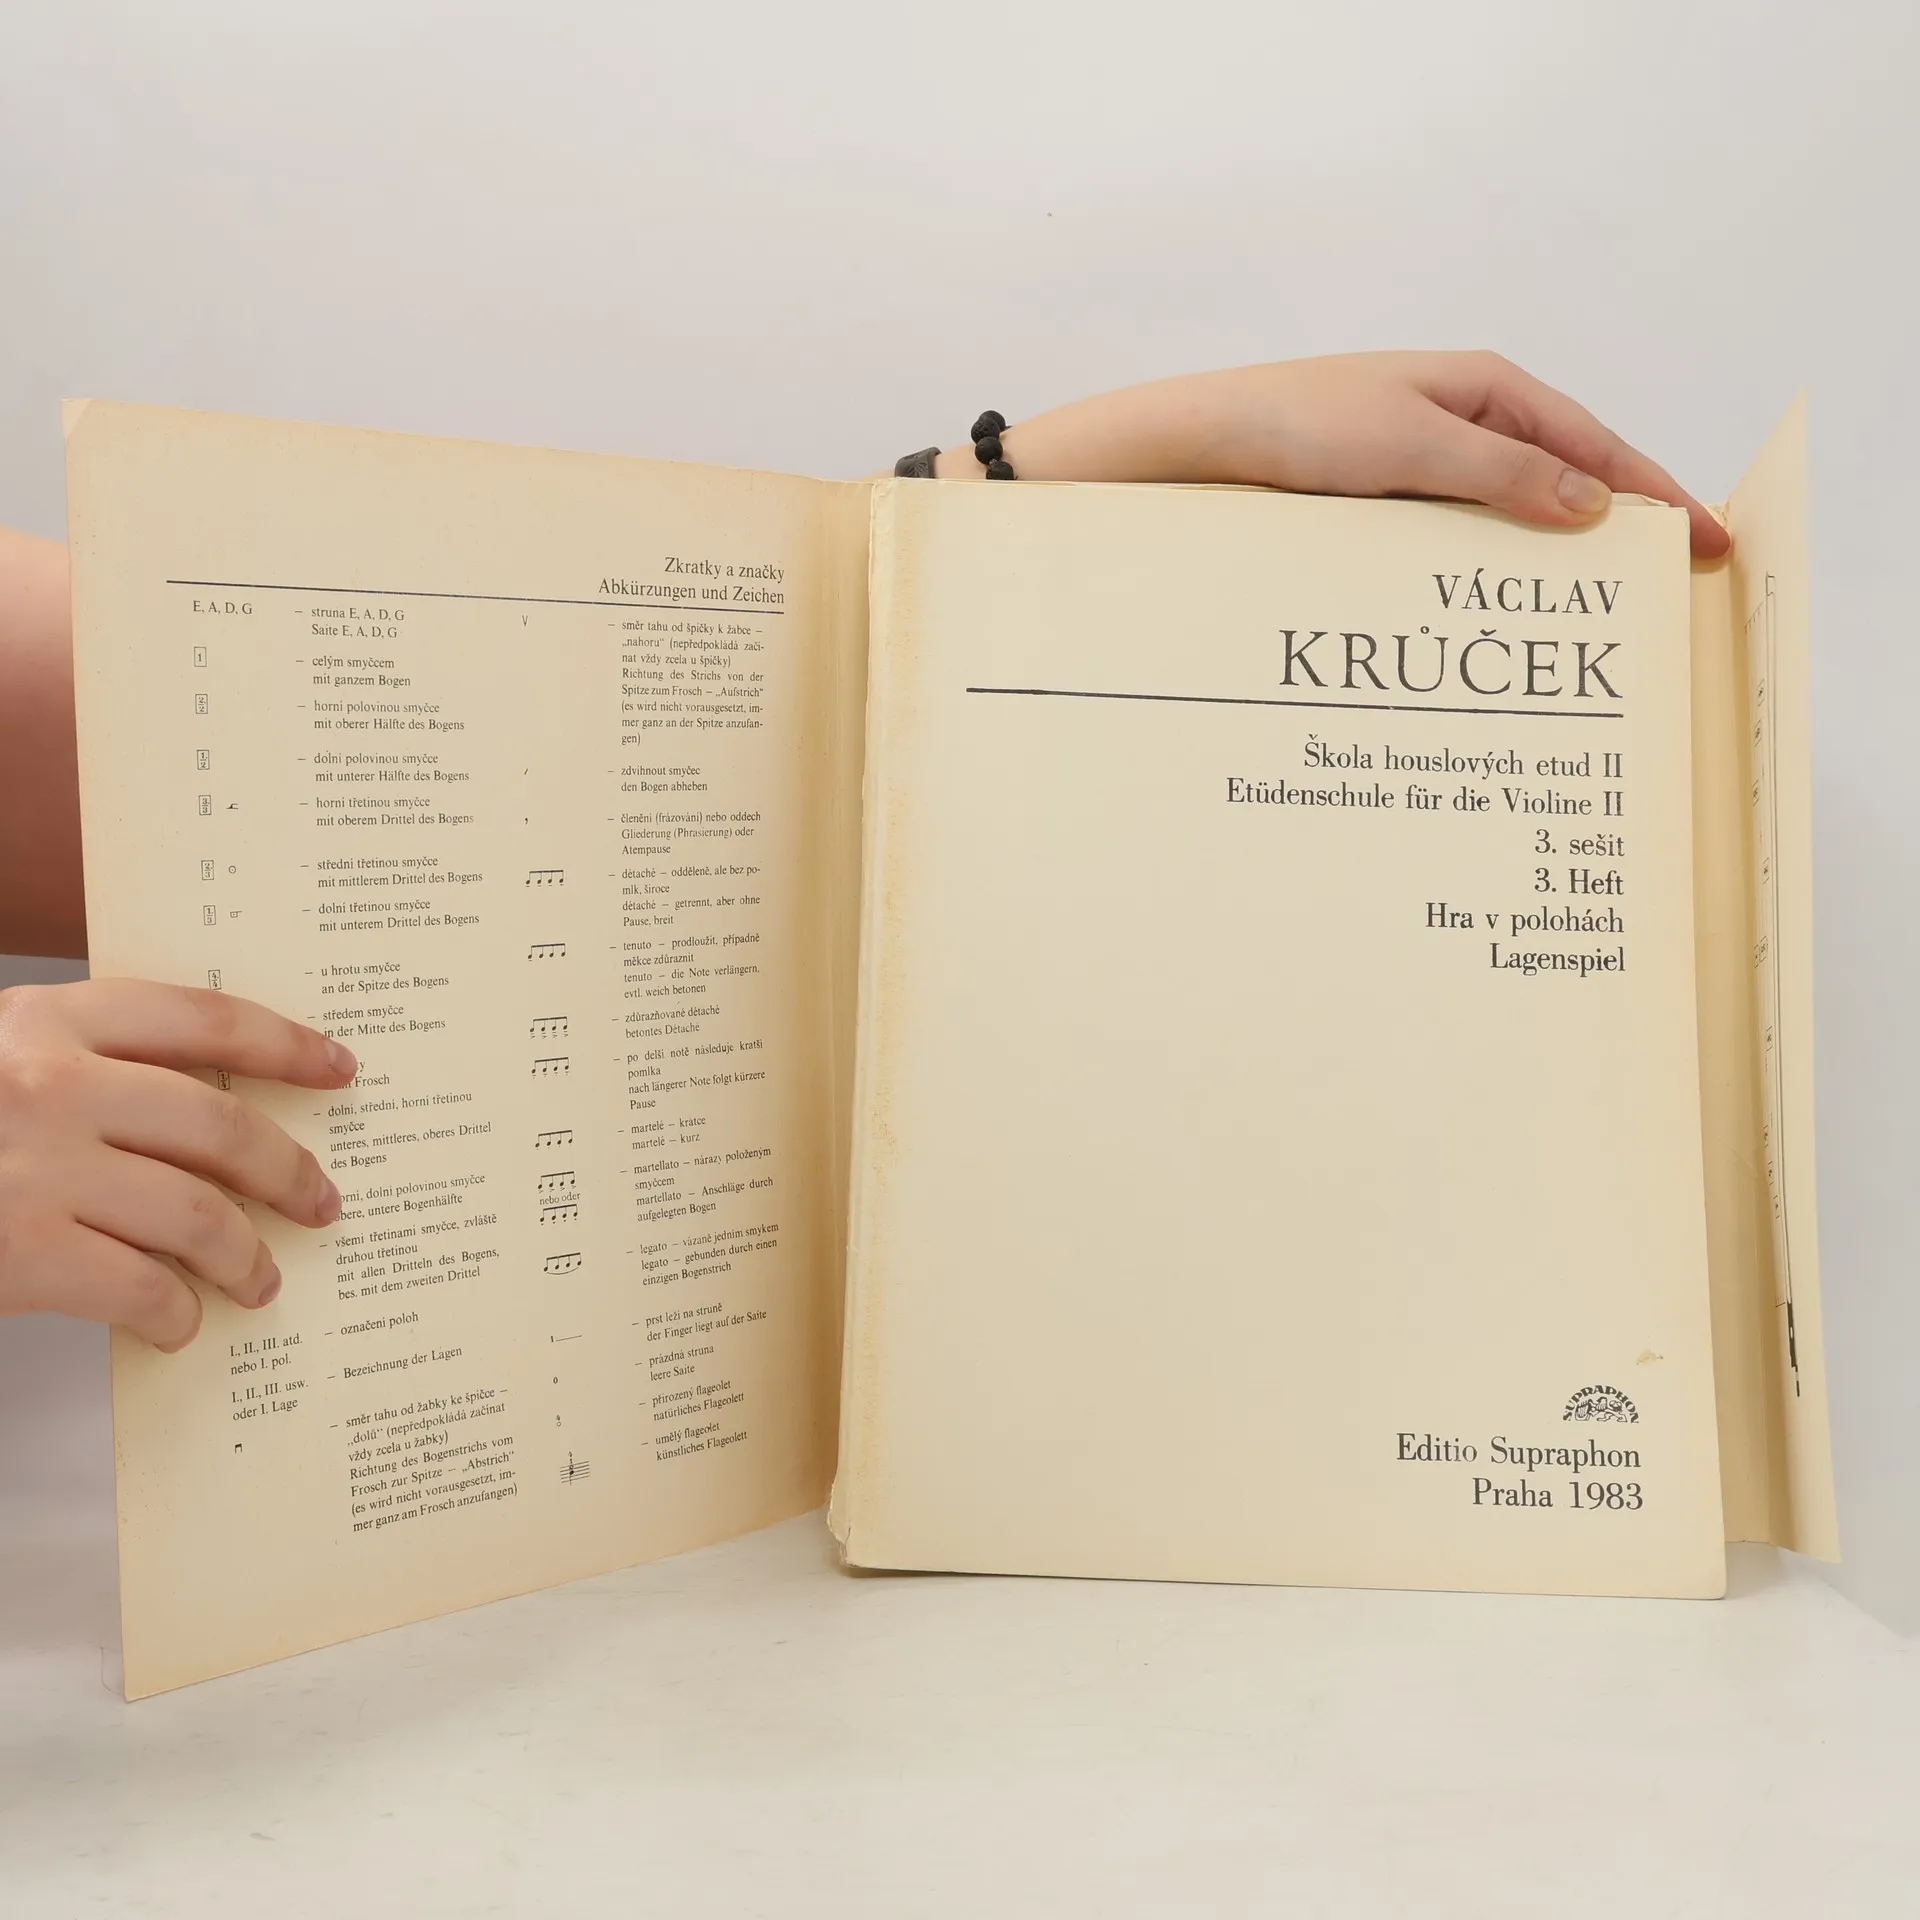 Zkratky a značky
Abkürzungen und Zeichen
E, A, D, G
– struna E, A, D, G
Saite E, A, D, G
1
– celým smyčcem
mit ganzem Bogen
2/2
– horní polovinou smyčce
mit oberer Hälfte des Bogens
1/2
– dolní polovinou smyčce
mit unterer Hälfte des Bogens
3/3
– horní třetinou smyčce
mit oberem Drittel des Bogens
2/3
– střední třetinou smyčce
mit mittlerem Drittel des Bogens
1/3
– dolní třetinou smyčce
mit unterem Drittel des Bogens
– u hrotu smyčce
an der Spitze des Bogens
– středem smyčce
in der Mitte des Bogens
Frosch
– dolní, střední, horní třetinou
smyčce
unteres, mittleres, oberes Drittel
des Bogens
dolní polovinou smyčce
untere Bogenhälfte
– všemi třetinami smyčce, zvláště
druhou třetinou
mit allen Dritteln des Bogens,
bes. mit dem zweiten Drittel
I., II., III. atd.
nebo I. pol.
– označení poloh
I., II., III. usw.
oder I. Lage
– Bezeichnung der Lagen
– směr tahu od žabky ke špičce –
„dolů“ (nepředpokládá začínat
vždy zcela u žabky)
Richtung des Bogenstrichs vom
Frosch zur Spitze – „Abstrich“
(es wird nicht vorausgesetzt, im-
mer ganz am Frosch anzufangen)
V
– směr tahu od špičky k žabce –
„nahoru“ (nepředpokládá začí-
nat vždy zcela u špičky)
Richtung des Strichs von der
Spitze zum Frosch – „Aufstrich“
(es wird nicht vorausgesetzt, im-
mer ganz an der Spitze anzufan-
gen)
– zdvihnout smyčec
den Bogen abheben
,
– členění (frázování) nebo oddech
Gliederung (Phrasierung) oder
Atempause
– détaché – odděleně, ale bez po-
mlk, široce
détaché – getrennt, aber ohne
Pause, breit
– tenuto – prodloužit, případně
měkce zdůraznit
tenuto – die Note verlängern,
evtl. weich betonen
– zdůrazňované détaché
betontes Détaché
– po delší notě následuje kratší
pomlka
nach längerer Note folgt kürzere
Pause
– martelé – krátce
martelé – kurz
nebo oder
– martellato – nárazy položeným
smyčcem
martellato – Anschläge durch
aufgelegten Bogen
– legato – vázaně jedním smykem
legato – gebunden durch einen
einzigen Bogenstrich
1
– prst leží na struně
der Finger liegt auf der Saite
0
– prázdná struna
leere Saite
– přirozený flageolet
natürliches Flageolett
– umělý flageolet
künstliches Flageolett
VÁCLAV
KRŮČEK
Škola houslových etud II
Etüdenschule für die Violine II
3. sešit
3. Heft
Hra v polohách
Lagenspiel
SUPRAPHON
Editio Supraphon
Praha 1983